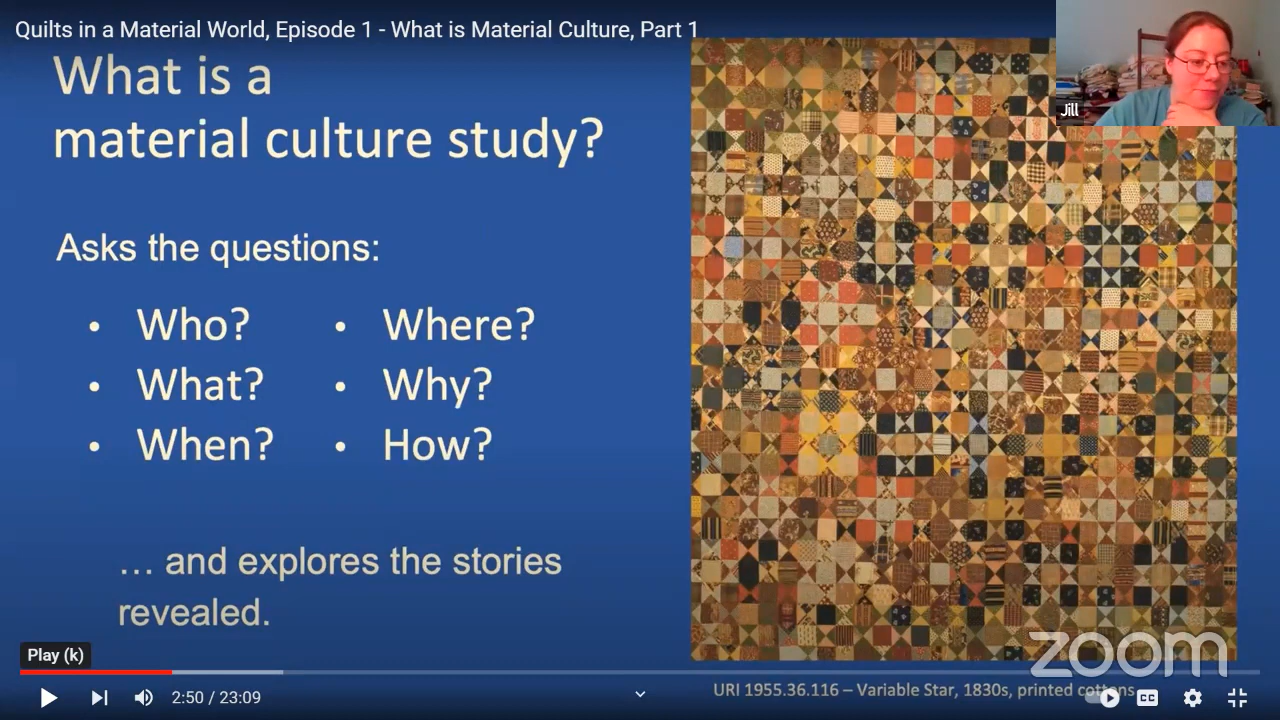 Quilts in a Material World, Episode 1 - What is Material Culture, Part 1
Jill
What is a
material culture study?
Asks the questions:
• Who?
• What?
• When?
• Where?
• Why?
• How?
… and explores the stories
revealed.
Play (k)
zoom
2:50 / 23:09
URI 1955.36.116 – Variable Star, 1830s, printed cottons
CC